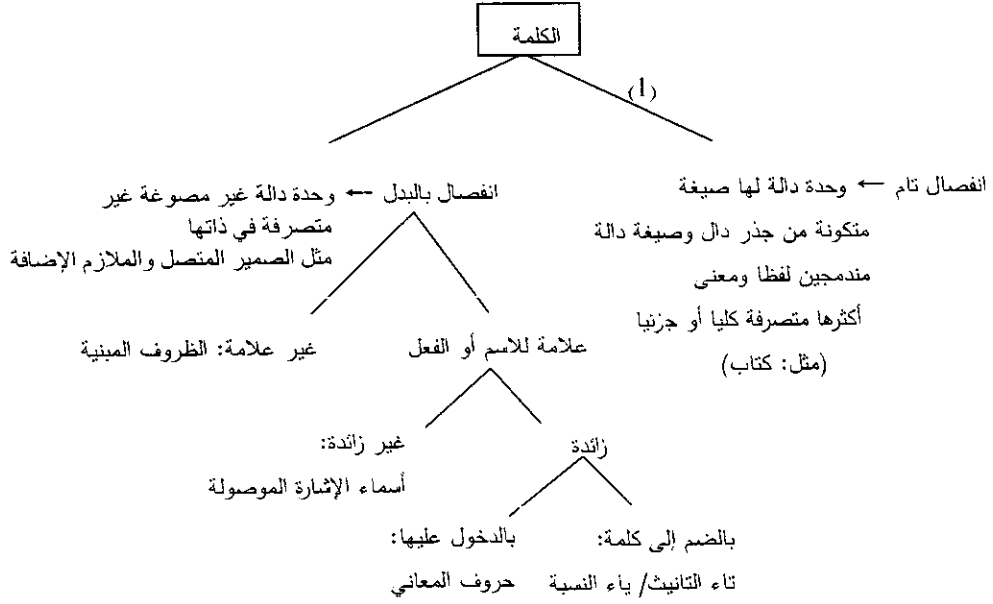 الكلمة
(1)
انفصال تام ← وحدة دالة لها صيغة
متكونة من جذر دال وصيغة دالة
مندمجين لفظا ومعنى
أكثرها متصرفة كليا أو جزئيا
(مثل: كتاب)
انفصال بالبدل ← وحدة دالة غير مصوغة غير
متصرفة في ذاتها
مثل الضمير المتصل والملازم الإضافة
علامة للاسم أو الفعل
غير علامة: الظروف المبنية
زائدة
غير زائدة:
أسماء الإشارة الموصولة
بالضم إلى كلمة:
تاء التانيث/ ياء النسبة
بالدخول عليها:
حروف المعاني